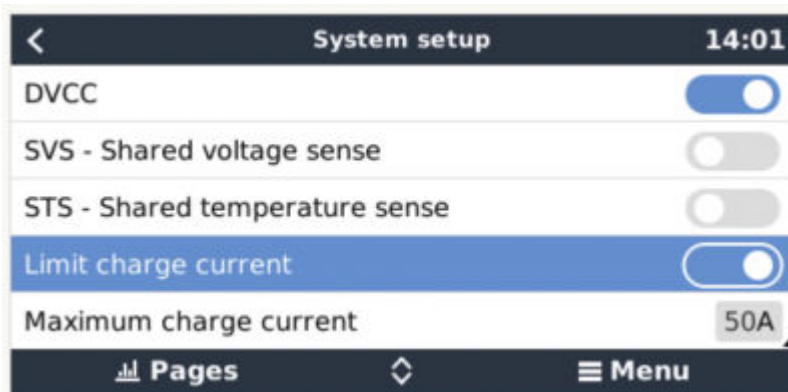 System setup 14:01
DVCC
SVS - Shared voltage sense
STS - Shared temperature sense
Limit charge current
Maximum charge current 50A
Pages Menu